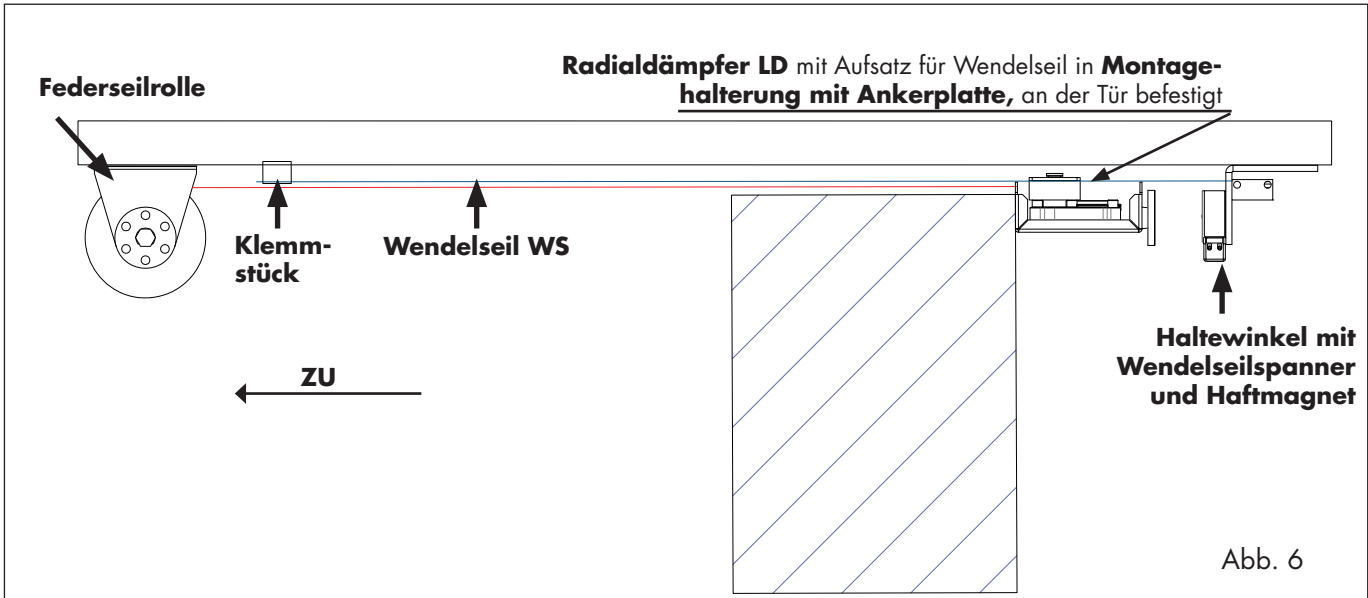 Federseilrolle
Radialdämpfer LD mit Aufsatz für Wendelseil in Montage-
halterung mit Ankerplatte, an der Tür befestigt
Klemm-
stück
Wendelseil WS
Haltewinkel mit
Wendelseilspanner
und Haftmagnet
ZU
Abb. 6